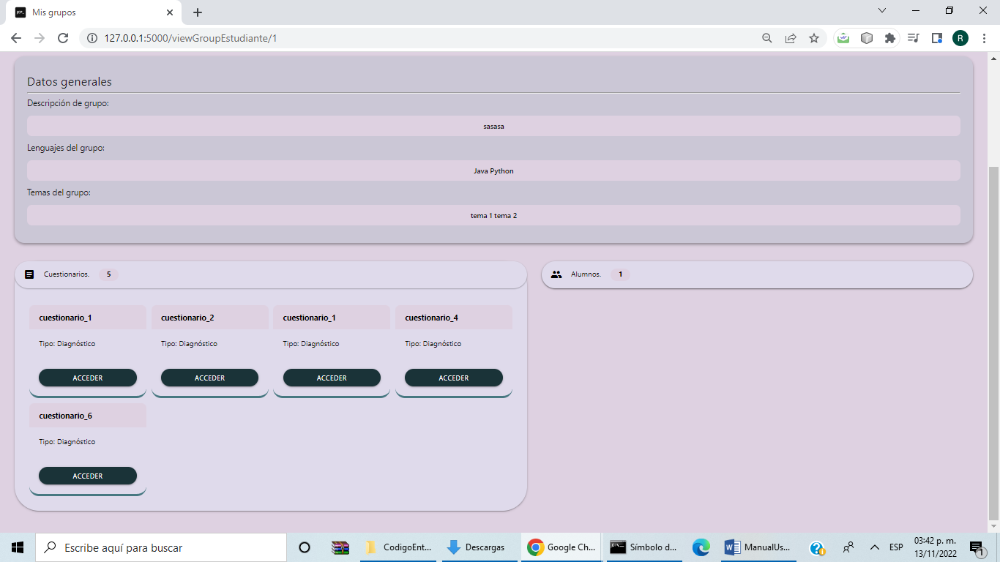 Mis grupos
127.0.0.1:5000/viewGroupEstudiante/1
R
Datos generales
Descripción de grupo:
sasasa
Lenguajes del grupo:
Java Python
Temas del grupo:
tema 1 tema 2
Cuestionarios. 5
Alumnos. 1
cuestionario_1 cuestionario_2 cuestionario_1 cuestionario_4
Tipo: Diagnóstico Tipo: Diagnóstico Tipo: Diagnóstico Tipo: Diagnóstico
ACCEDER ACCEDER ACCEDER ACCEDER
cuestionario_6
Tipo: Diagnóstico
ACCEDER
Escribe aquí para buscar
CodigoEnt...
Descargas
Google Ch...
Símbolo d...
ManualUs...
ESP
03:42 p. m.
13/11/2022
1